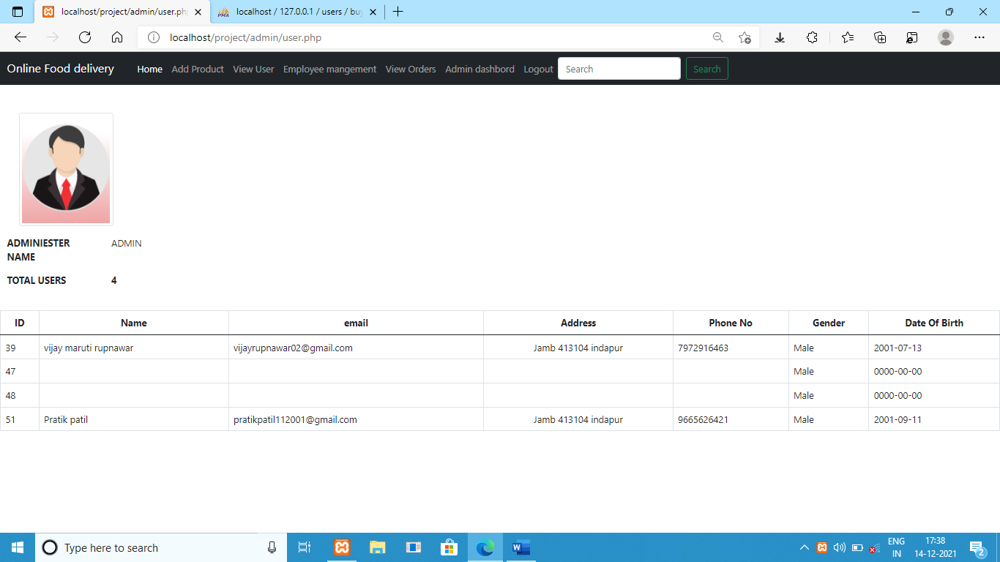 localhost/project/admin/user.ph
localhost / 127.0.0.1 / users / buy
localhost/project/admin/user.php
Online Food delivery Home Add Product View User Employee mangement View Orders Admin dashbord Logout Search Search
ADMINIESTER NAME ADMIN
TOTAL USERS 4
ID Name email Address Phone No Gender Date Of Birth
39 vijay maruti rupnawar vijayrupnawar02@gmail.com Jamb 413104 indapur 7972916463 Male 2001-07-13
47 Male 0000-00-00
48 Male 0000-00-00
51 Pratik patil pratikpatil112001@gmail.com Jamb 413104 indapur 9665626421 Male 2001-09-11
Type here to search
ENG 17:38
IN 14-12-2021 2